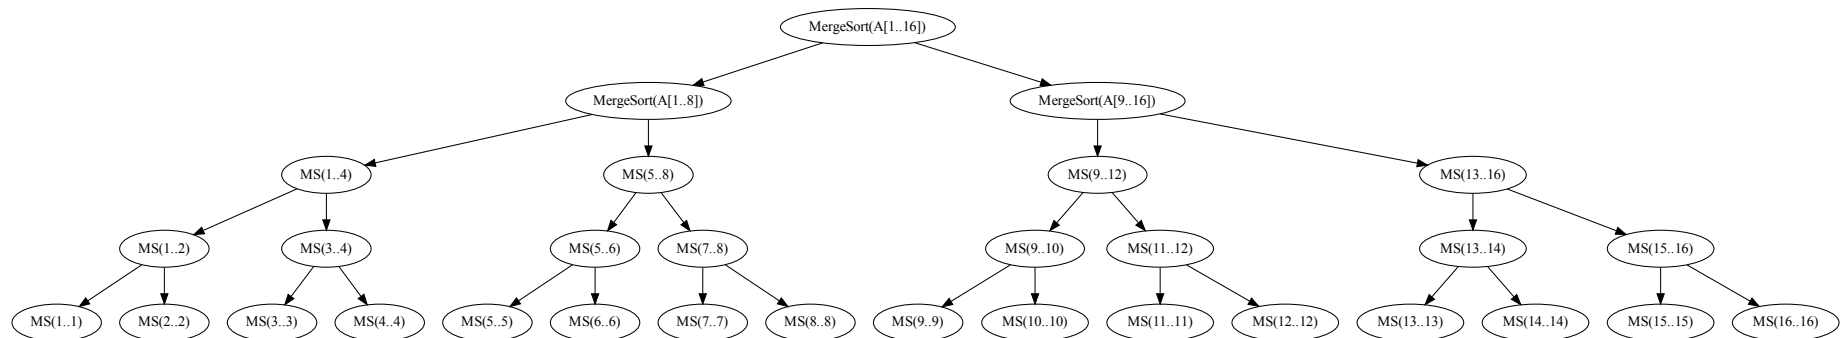 MergeSort(A[1..16])
MergeSort(A[1..8]) MergeSort(A[9..16])
MS(1..4) MS(5..8) MS(9..12) MS(13..16)
MS(1..2) MS(3..4) MS(5..6) MS(7..8) MS(9..10) MS(11..12) MS(13..14) MS(15..16)
MS(1..1) MS(2..2) MS(3..3) MS(4..4) MS(5..5) MS(6..6) MS(7..7) MS(8..8) MS(9..9) MS(10..10) MS(11..11) MS(12..12) MS(13..13) MS(14..14) MS(15..15) MS(16..16)